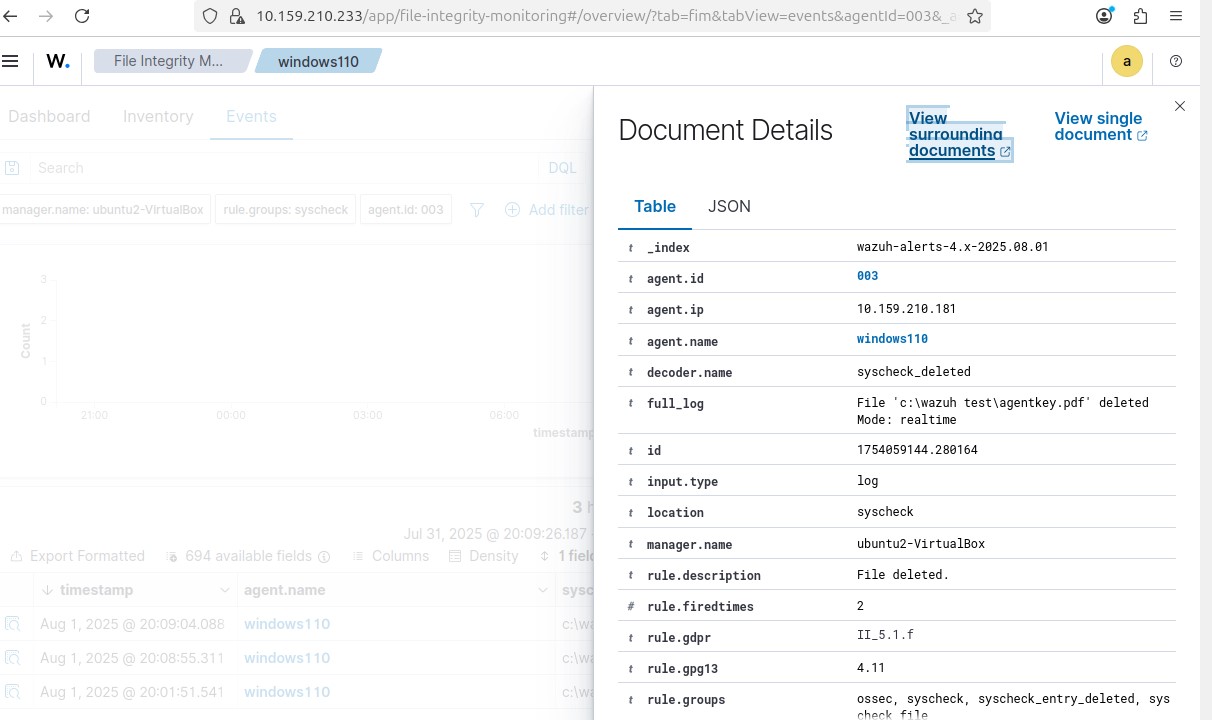 10.159.210.233/app/file-integrity-monitoring#/overview/?tab=fim&tabView=events&agentId=003&_a
W. File Integrity M... windows110 a
Dashboard Inventory Events
Search DQL
manager.name: ubuntu2-VirtualBox rule.groups: syscheck agent.id: 003 Add filter
3
2
1
0
Count
21:00 00:00 03:00 06:00
timestamp
3 h
Jul 31, 2025 @ 20:09:26.187
Export Formatted 694 available fields Columns Density 1 fiel
timestamp agent.name sysc
Aug 1, 2025 @ 20:09:04.088 windows110 c:\wa
Aug 1, 2025 @ 20:08:55.311 windows110 c:\wa
Aug 1, 2025 @ 20:01:51.541 windows110 c:\wa
Document Details
View
surrounding
documents
View single
document
Table JSON
t _index wazuh-alerts-4.x-2025.08.01
t agent.id 003
t agent.ip 10.159.210.181
t agent.name windows110
t decoder.name syscheck_deleted
t full_log File 'c:\wazuh test\agentkey.pdf' deleted
Mode: realtime
t id 1754059144.280164
t input.type log
t location syscheck
t manager.name ubuntu2-VirtualBox
t rule.description File deleted.
# rule.firedtimes 2
t rule.gdpr II_5.1.f
t rule.gpg13 4.11
t rule.groups ossec, syscheck, syscheck_entry_deleted, sys
check_file